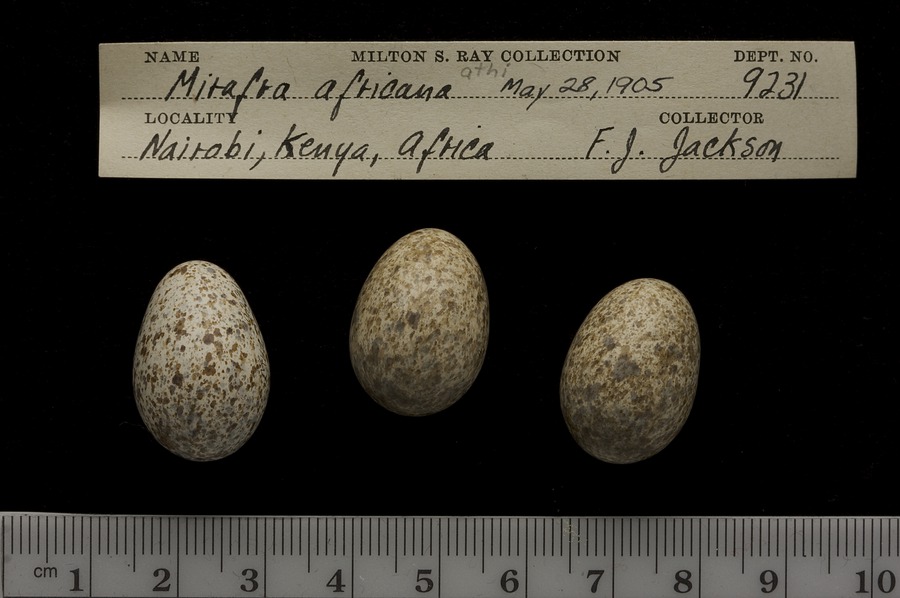 NAME MILTON S. RAY COLLECTION DEPT. NO.
Mirafra africana athi May 28, 1905 9231
LOCALITY COLLECTOR
Nairobi, Kenya, Africa F. J. Jackson
cm 1 2 3 4 5 6 7 8 9 10